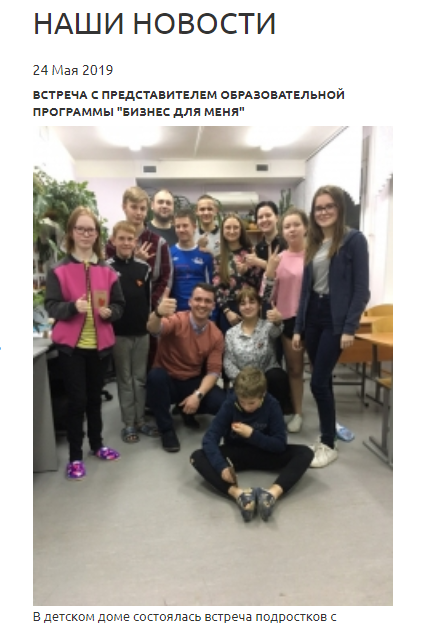 НАШИ НОВОСТИ
24 Мая 2019
ВСТРЕЧА С ПРЕДСТАВИТЕЛЕМ ОБРАЗОВАТЕЛЬНОЙ
ПРОГРАММЫ "БИЗНЕС ДЛЯ МЕНЯ"
В детском доме состоялась встреча подростков с